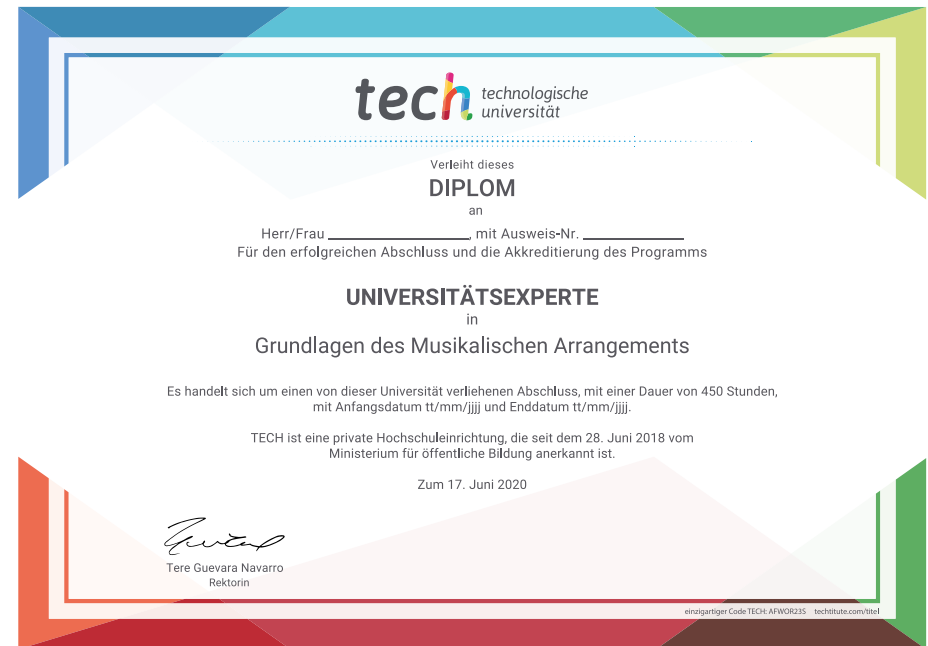 tech technologische
universität
Verleiht dieses
DIPLOM
an
Herr/Frau ____________, mit Ausweis-Nr. ____________
Für den erfolgreichen Abschluss und die Akkreditierung des Programms
UNIVERSITÄTSEXPERTE
in
Grundlagen des Musikalischen Arrangements
Es handelt sich um einen von dieser Universität verliehenen Abschluss, mit einer Dauer von 450 Stunden,
mit Anfangsdatum tt/mm/jjjj und Enddatum tt/mm/jjjj.
TECH ist eine private Hochschuleinrichtung, die seit dem 28. Juni 2018 vom
Ministerium für öffentliche Bildung anerkannt ist.
Zum 17. Juni 2020
Tere Guevara Navarro
Rektorin
einzigartiger Code TECH: AFWOR23S techtitute.com/titel